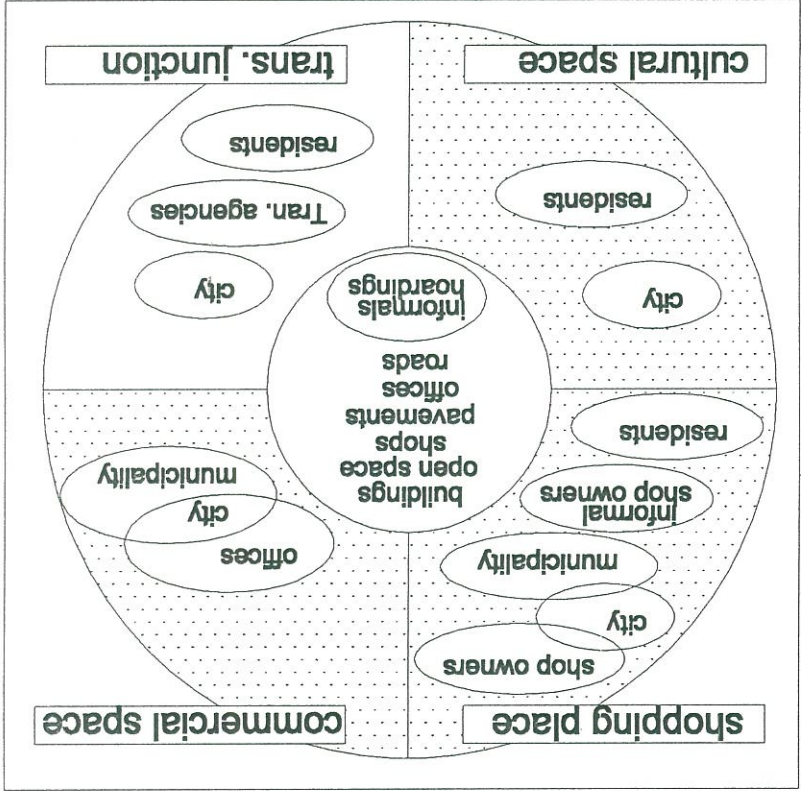 shopping place
shop owners
city
municipality
informal
shop owners
residents
commercial space
offices
city
municipality
buildings
open space
shops
pavements
offices
roads
informals
hoardings
city
residents
cultural space
city
Tran. agencies
residents
trans. junction